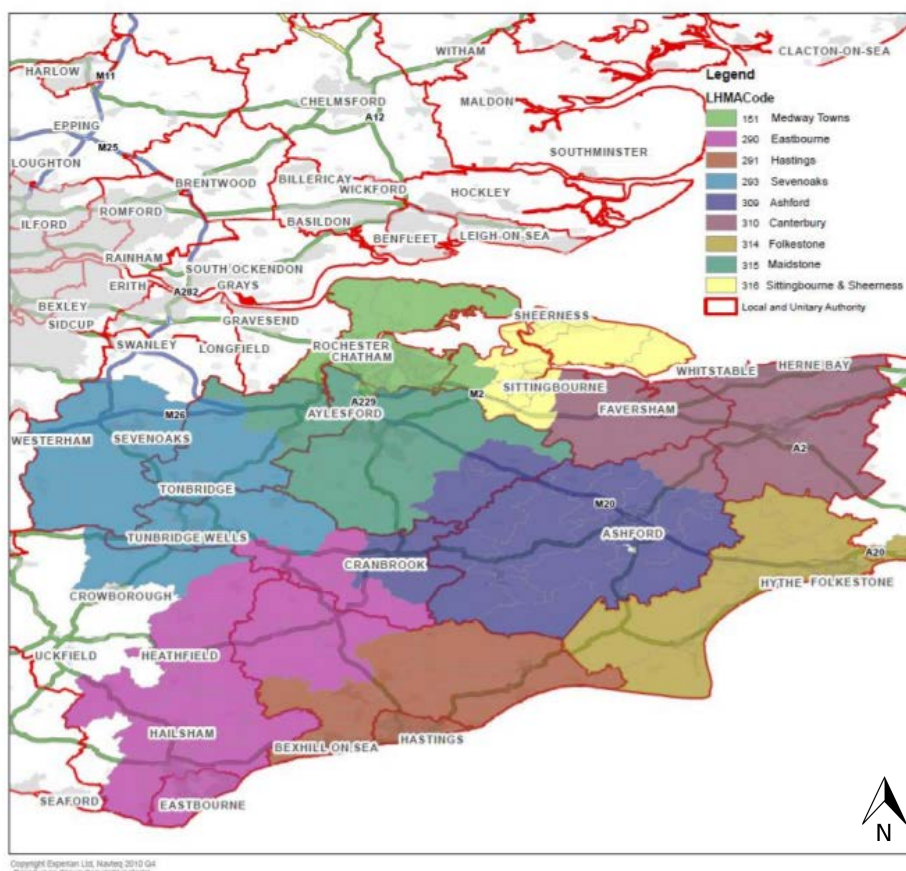 CLACTON-ON-SEA
WITHAM
HARLOW
M11
Legend
LHMACode
CHELMSFORD
MALDON
A12
151 Medway Towns
EPPING
290 Eastbourne
M25
SOUTHMINSTER
291 Hastings
LOUGHTON
BRENTWOOD
BILLERICAY
WICKFORD
HOCKLEY
293 Sevenoaks
ROMFORD
309 Ashford
ILFORD
BASILDON
310 Canterbury
BENFLEET
LEIGH-ON-SEA
314 Folkestone
RAINHAM
SOUTH OCKENDON
315 Maidstone
ERITH
GRAYS
316 Sittingbourne & Sheerness
A282
BEXLEY
Local and Unitary Authority
GRAVESEND
SHEERNESS
SIDCUP
SWANLEY
LONGFIELD
ROCHESTER
CHATHAM
HERNE BAY
WHITSTABLE
SITTINGBOURNE
M2
A229
FAVERSHAM
M26
AYLESFORD
WESTERHAM
SEVENOAKS
A2
TONBRIDGE
M20
ASHFORD
TUNBRIDGE WELLS
A20
CRANBROOK
HYTHE
FOLKESTONE
CROWBOROUGH
UCKFIELD
HEATHFIELD
HAILSHAM
HASTINGS
BEXHILL ON SEA
SEAFORD
EASTBOURNE
N
Copyright Experian Ltd, Navteq 2010 Q4